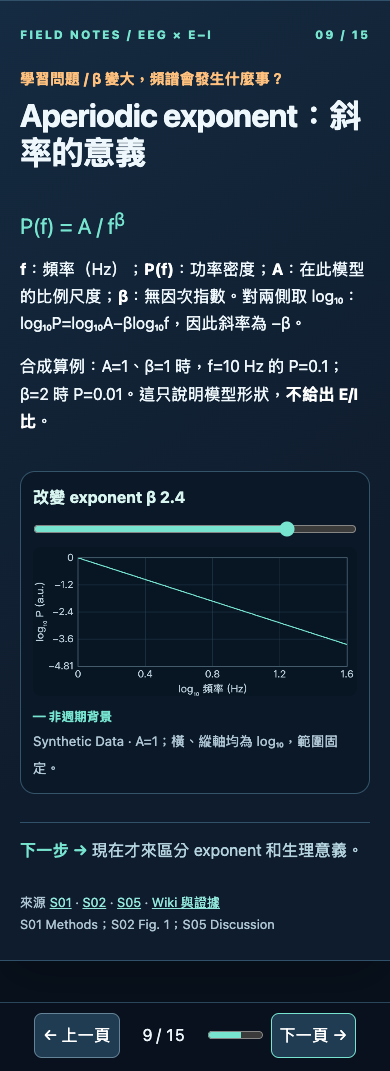 FIELD NOTES / EEG × E–I
09 / 15
學習問題 / β 變大，頻譜會發生什麼事？
Aperiodic exponent：斜
率的意義
P(f) = A / f^β
f：頻率（Hz）；P(f)：功率密度；A：在此模型
的比例尺度；β：無因次指數。對兩側取 log₁₀：
log₁₀P=log₁₀A−βlog₁₀f，因此斜率為 −β。
合成算例：A=1、β=1 時，f=10 Hz 的 P=0.1；
β=2 時 P=0.01。這只說明模型形狀，不給出 E/I
比。
改變 exponent β 2.4
log₁₀ P (a.u.)
0
−1.2
−2.4
−3.6
−4.81
0 0.4 0.8 1.2 1.6
log₁₀ 頻率 (Hz)
— 非週期背景
Synthetic Data · A=1；橫、縱軸均為 log₁₀，範圍固
定。
下一步 → 現在才來區分 exponent 和生理意義。
來源 S01 · S02 · S05 · Wiki 與證據
S01 Methods；S02 Fig. 1；S05 Discussion
← 上一頁
9 / 15
下一頁 →